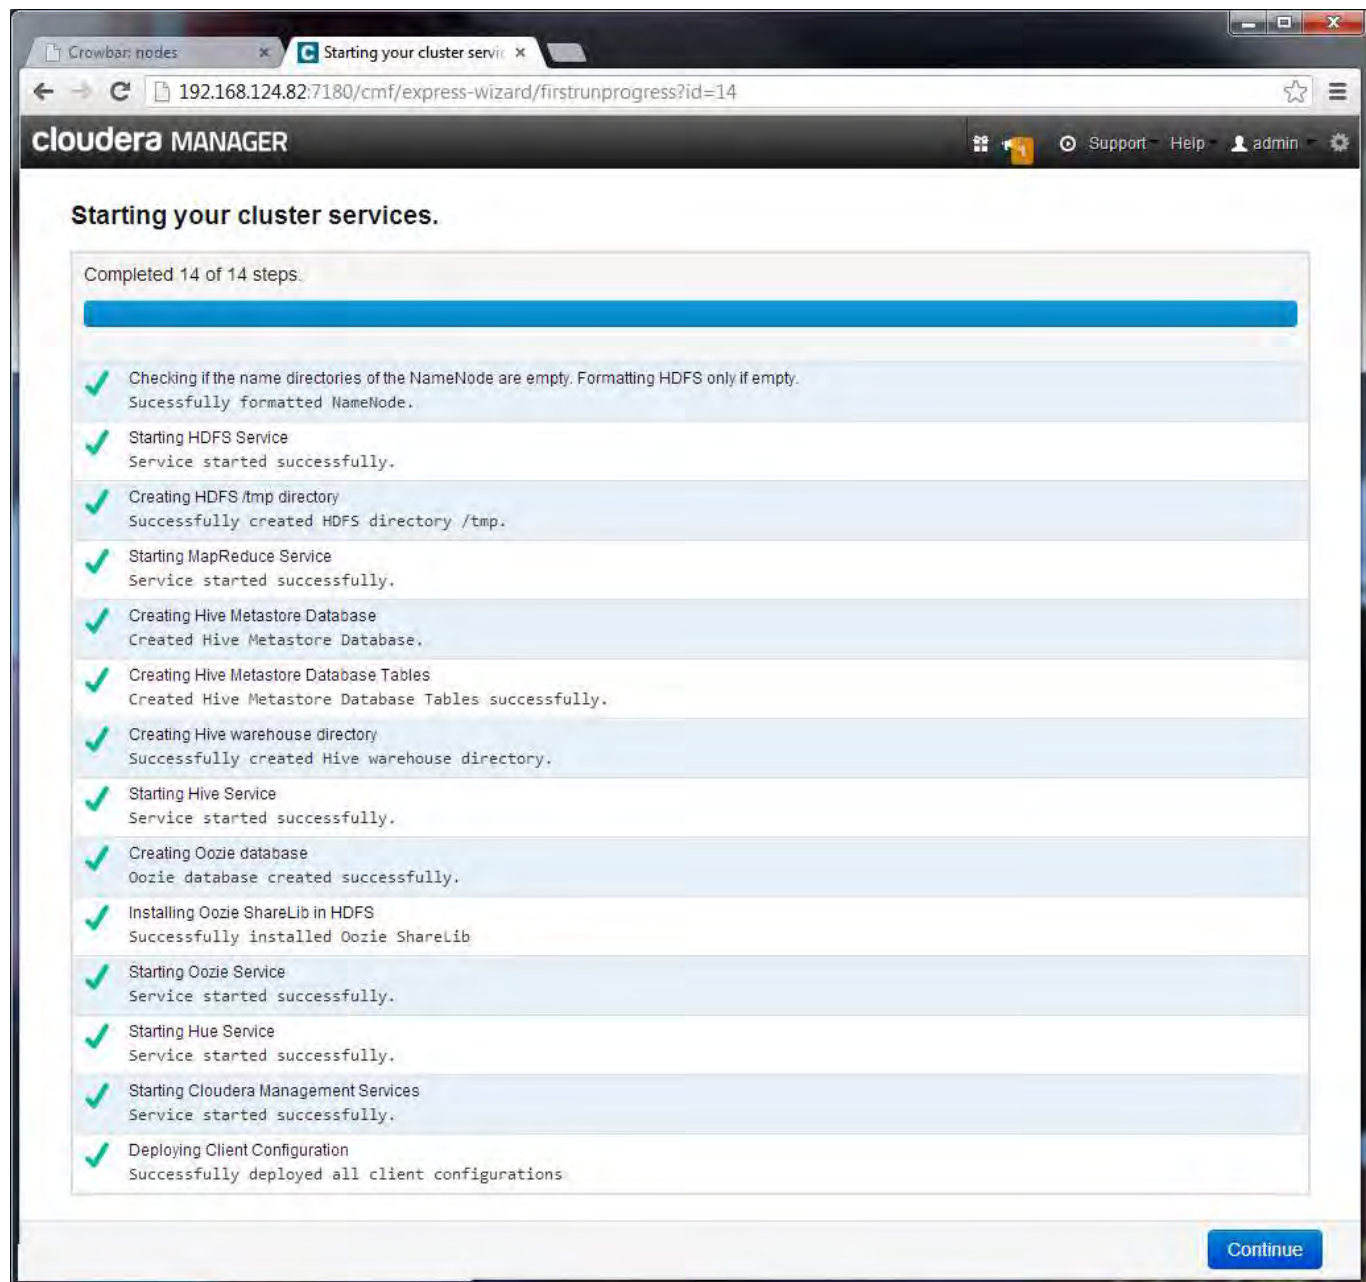 Crowbar: nodes
Starting your cluster servic
192.168.124.82:7180/cmf/express-wizard/firstrunprogress?id=14
cloudera MANAGER
1 Support Help admin
Starting your cluster services.
Completed 14 of 14 steps.
Checking if the name directories of the NameNode are empty. Formatting HDFS only if empty.
Sucessfully formatted NameNode.
Starting HDFS Service
Service started successfully.
Creating HDFS /tmp directory
Successfully created HDFS directory /tmp.
Starting MapReduce Service
Service started successfully.
Creating Hive Metastore Database
Created Hive Metastore Database.
Creating Hive Metastore Database Tables
Created Hive Metastore Database Tables successfully.
Creating Hive warehouse directory
Successfully created Hive warehouse directory.
Starting Hive Service
Service started successfully.
Creating Oozie database
Oozie database created successfully.
Installing Oozie ShareLib in HDFS
Successfully installed Oozie ShareLib
Starting Oozie Service
Service started successfully.
Starting Hue Service
Service started successfully.
Starting Cloudera Management Services
Service started successfully.
Deploying Client Configuration
Successfully deployed all client configurations
Continue